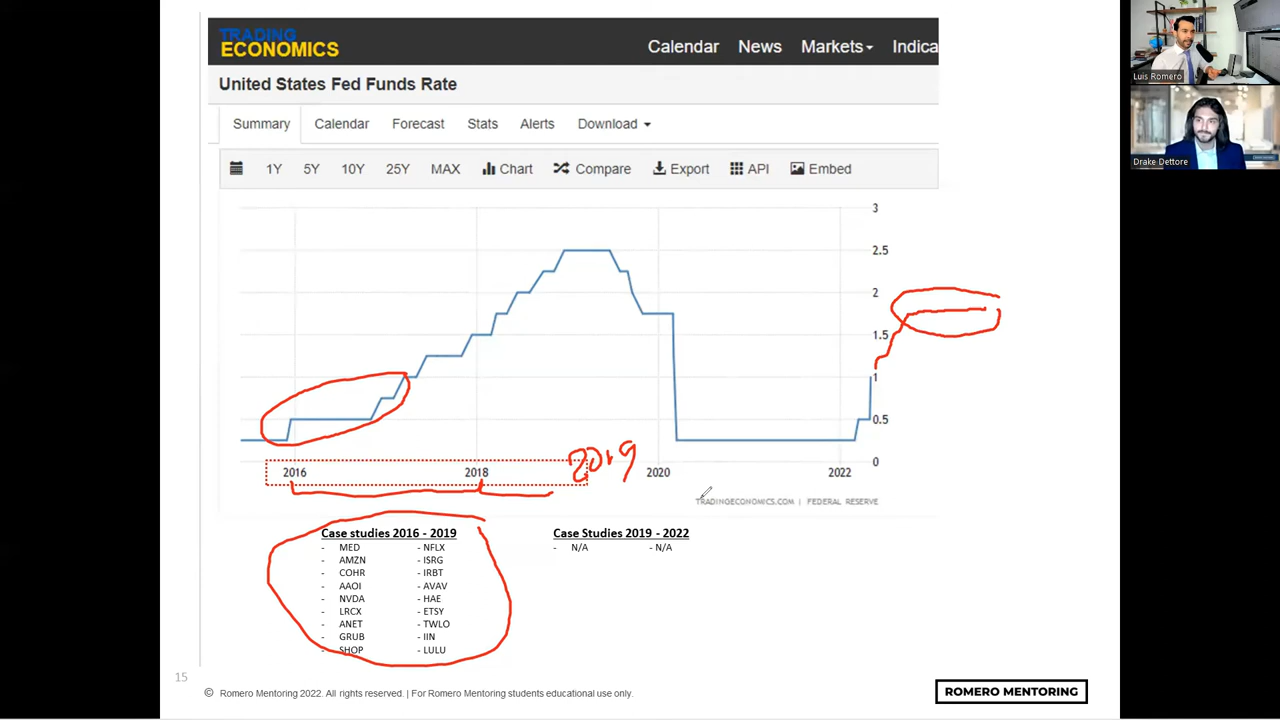 TRADING
ECONOMICS
Calendar News Markets Indica
United States Fed Funds Rate
Summary Calendar Forecast Stats Alerts Download
1Y 5Y 10Y 25Y MAX Chart Compare Export API Embed
3
2.5
2
1.5
1
0.5
0
2016 2018 2020 2022
2019
TRADINGECONOMICS.COM | FEDERAL RESERVE
Case studies 2016 - 2019
- MED - NFLX
- AMZN - ISRG
- COHR - IRBT
- AAOI - AVAV
- NVDA - HAE
- LRCX - ETSY
- ANET - TWLO
- GRUB - IIN
- SHOP - LULU
Case Studies 2019 - 2022
- N/A - N/A
15
© Romero Mentoring 2022. All rights reserved. | For Romero Mentoring students educational use only.
ROMERO MENTORING
Luis Romero
Drake Dettore